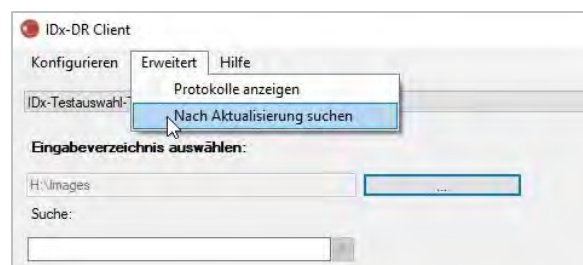 IDx-DR Client
Konfigurieren Erweitert Hilfe
Protokolle anzeigen
IDx-Testauswahl-
Nach Aktualisierung suchen
Eingabeverzeichnis auswählen:
H:\Images
...
Suche: